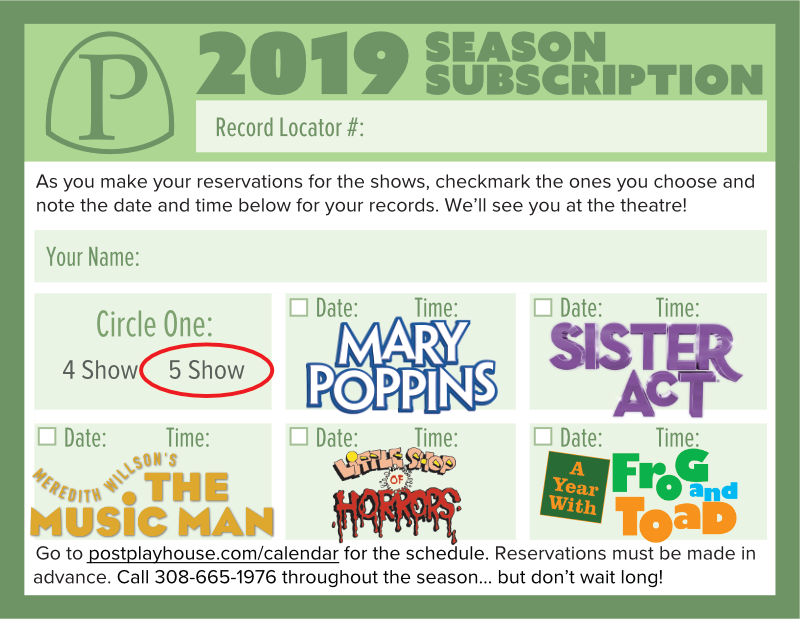 P
2019 SEASON
SUBSCRIPTION
Record Locator #:
As you make your reservations for the shows, checkmark the ones you choose and
note the date and time below for your records. We’ll see you at the theatre!
Your Name:
Circle One:
4 Show 5 Show
Date: Time:
MARY
POPPINS
Date: Time:
SISTER
ACT
Date: Time:
MEREDITH WILLSON'S
THE
MUSIC MAN
Date: Time:
LITTLE SHOP
OF
HORRORS
Date: Time:
A
Year
With
FroG
and
ToaD
Go to postplayhouse.com/calendar for the schedule. Reservations must be made in
advance. Call 308-665-1976 throughout the season... but don’t wait long!